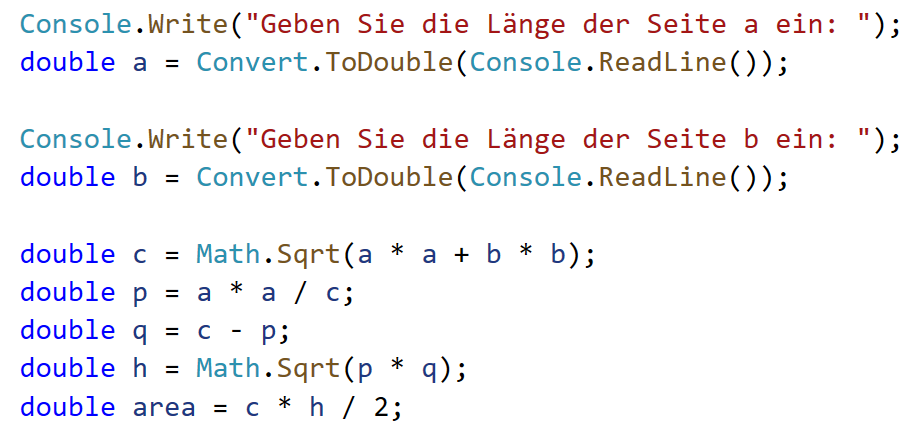 Console.Write("Geben Sie die Länge der Seite a ein: ");
double a = Convert.ToDouble(Console.ReadLine());
Console.Write("Geben Sie die Länge der Seite b ein: ");
double b = Convert.ToDouble(Console.ReadLine());
double c = Math.Sqrt(a * a + b * b);
double p = a * a / c;
double q = c - p;
double h = Math.Sqrt(p * q);
double area = c * h / 2;